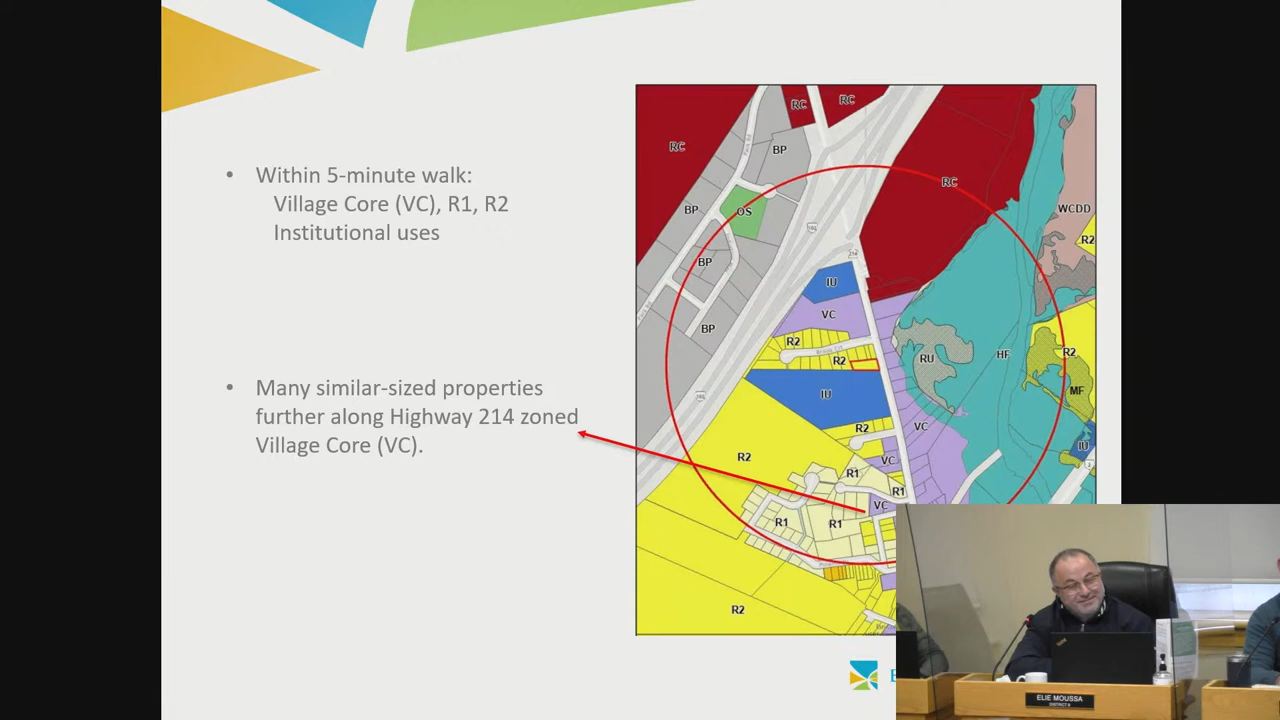 • Within 5-minute walk:
Village Core (VC), R1, R2
Institutional uses
• Many similar-sized properties
further along Highway 214 zoned
Village Core (VC).
RC
RC
RC
BP
RC
BP
OS
WCDD
R2
BP
IU
VC
BP
R2
R2
RU
HF
R2
MF
IU
VC
IU
R2
R2
VC
R1
R1
VC
R1
R1
R2
E
ELIE MOUSSA